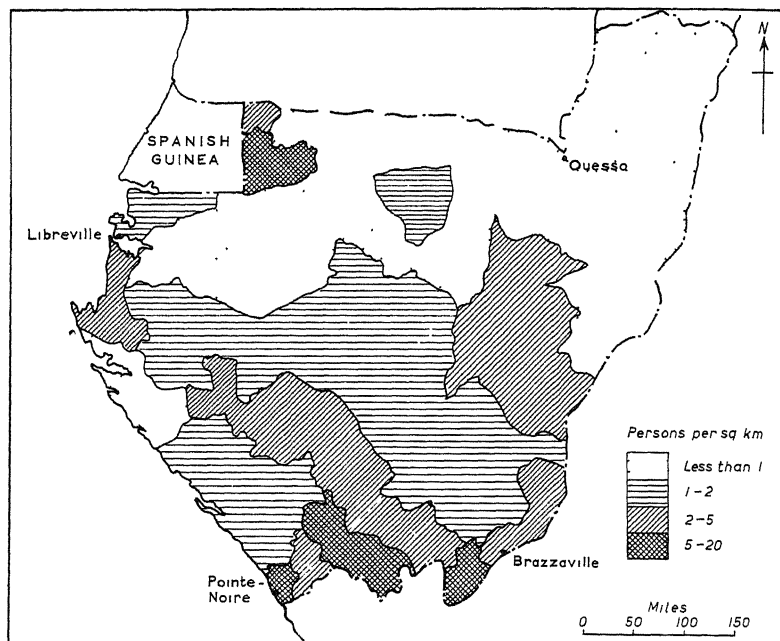 N
SPANISH
GUINEA
Quessa
Libreville
Persons per sq km
Less than 1
1-2
2-5
5-20
Brazzaville
Pointe-
Noire
Miles
0 50 100 150